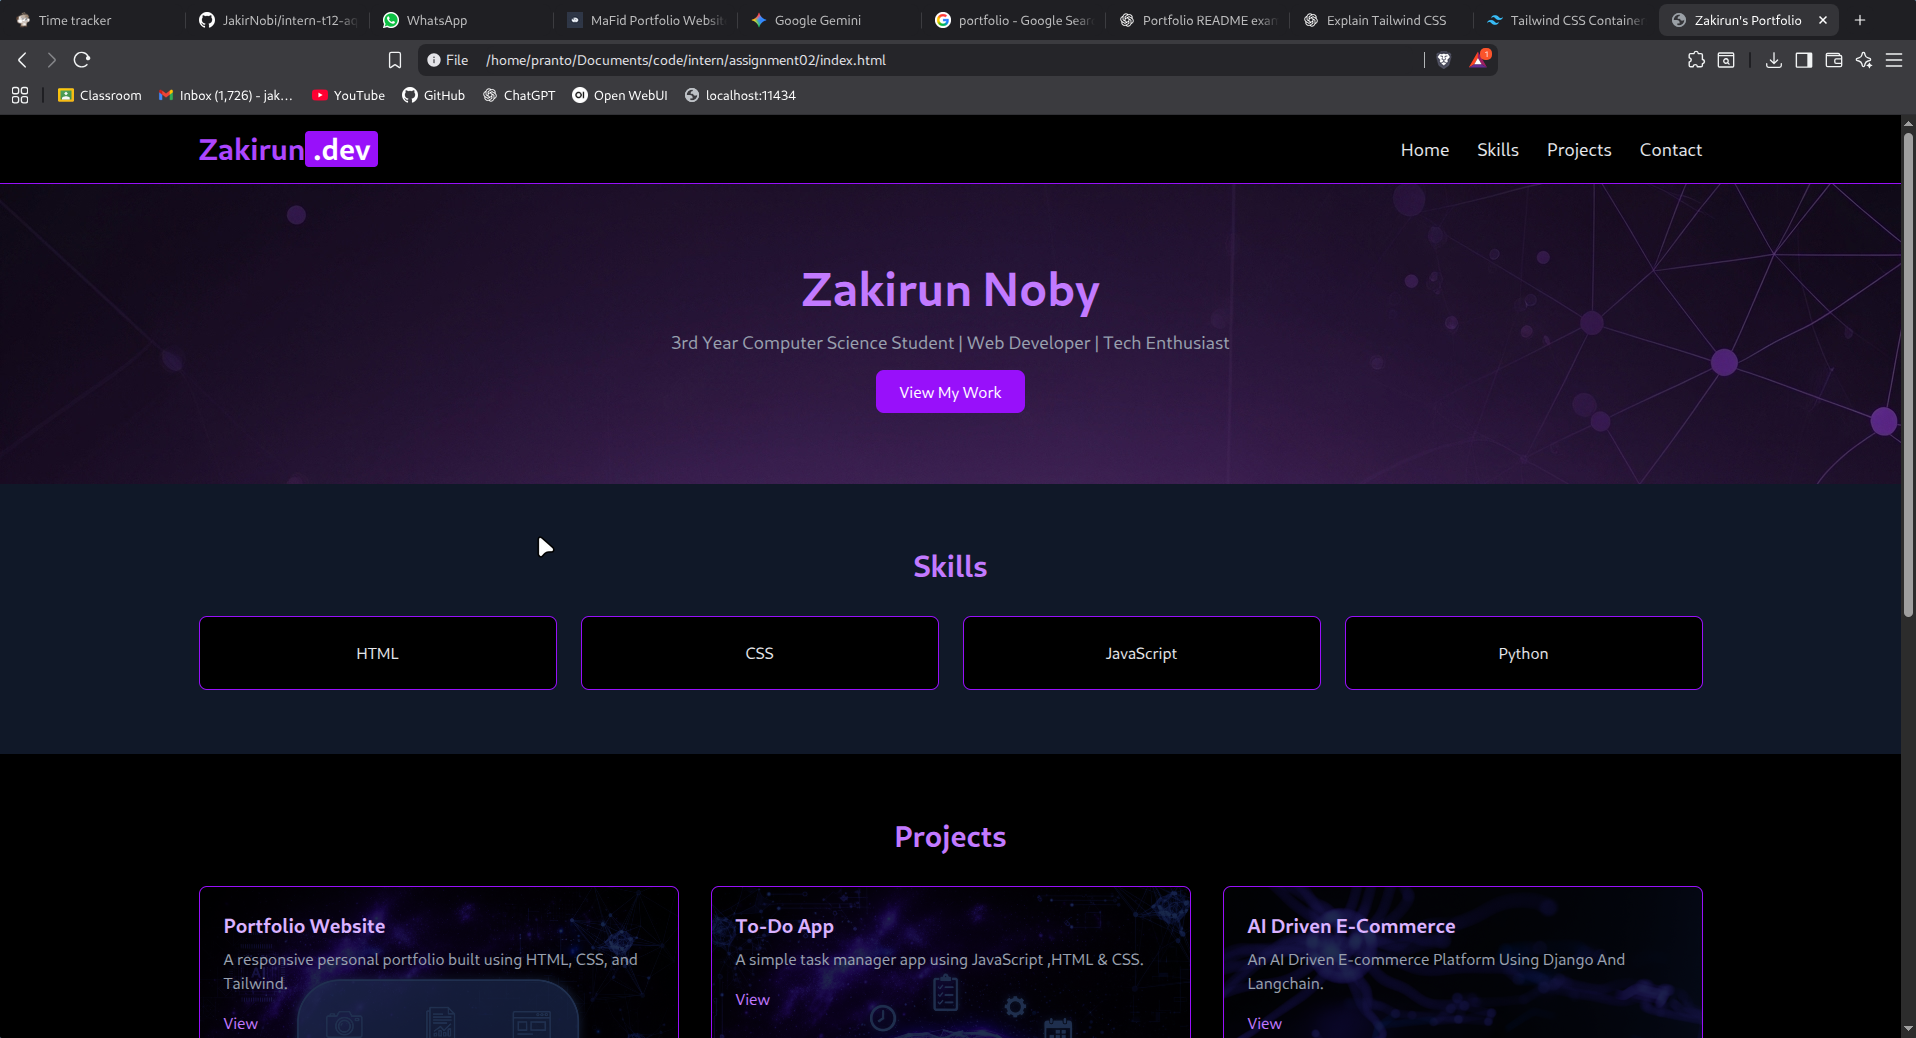 Time tracker
JakirNobi/intern-t12-aq
WhatsApp
MaFid Portfolio Websit
Google Gemini
portfolio - Google Sear
Portfolio README exam
Explain Tailwind CSS
Tailwind CSS Container
Zakirun's Portfolio
File /home/pranto/Documents/code/intern/assignment02/index.html
1
Classroom
Inbox (1,726) - jak...
YouTube
GitHub
ChatGPT
OI Open WebUI
localhost:11434
Zakirun .dev
Home Skills Projects Contact
Zakirun Noby
3rd Year Computer Science Student | Web Developer | Tech Enthusiast
View My Work
Skills
HTML
CSS
JavaScript
Python
Projects
Portfolio Website
A responsive personal portfolio built using HTML, CSS, and
Tailwind.
View
To-Do App
A simple task manager app using JavaScript ,HTML & CSS.
View
AI Driven E-Commerce
An AI Driven E-commerce Platform Using Django And
Langchain.
View